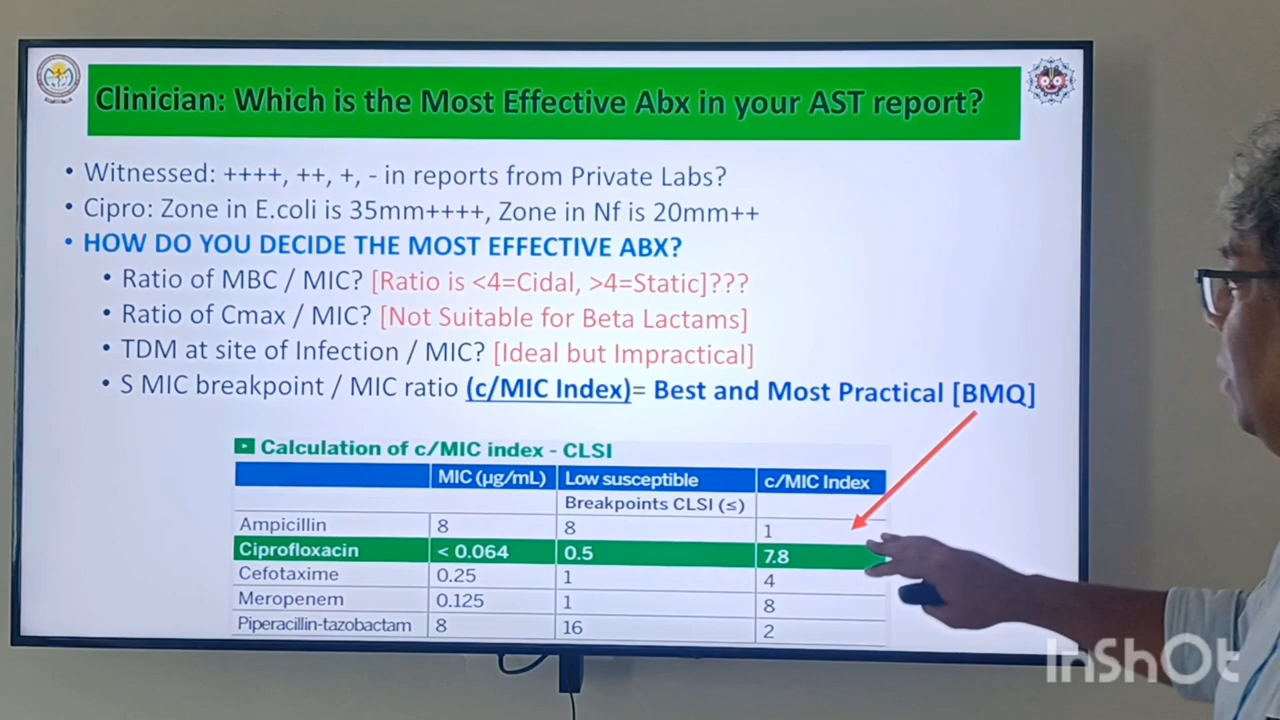 Clinician: Which is the Most Effective Abx in your AST report?
• Witnessed: ++++, ++, +, - in reports from Private Labs?
• Cipro: Zone in E.coli is 35mm++++, Zone in Nf is 20mm++
• HOW DO YOU DECIDE THE MOST EFFECTIVE ABX?
• Ratio of MBC / MIC? [Ratio is <4=Cidal, >4=Static]???
• Ratio of Cmax / MIC? [Not Suitable for Beta Lactams]
• TDM at site of Infection / MIC? [Ideal but Impractical]
• S MIC breakpoint / MIC ratio (c/MIC Index)= Best and Most Practical [BMQ]
Calculation of c/MIC index - CLSI
MIC (µg/mL) Low susceptible c/MIC Index
Breakpoints CLSI (≤)
Ampicillin 8 8 1
Ciprofloxacin < 0.064 0.5 7.8
Cefotaxime 0.25 1 4
Meropenem 0.125 1 8
Piperacillin-tazobactam 8 16 2
InShOt